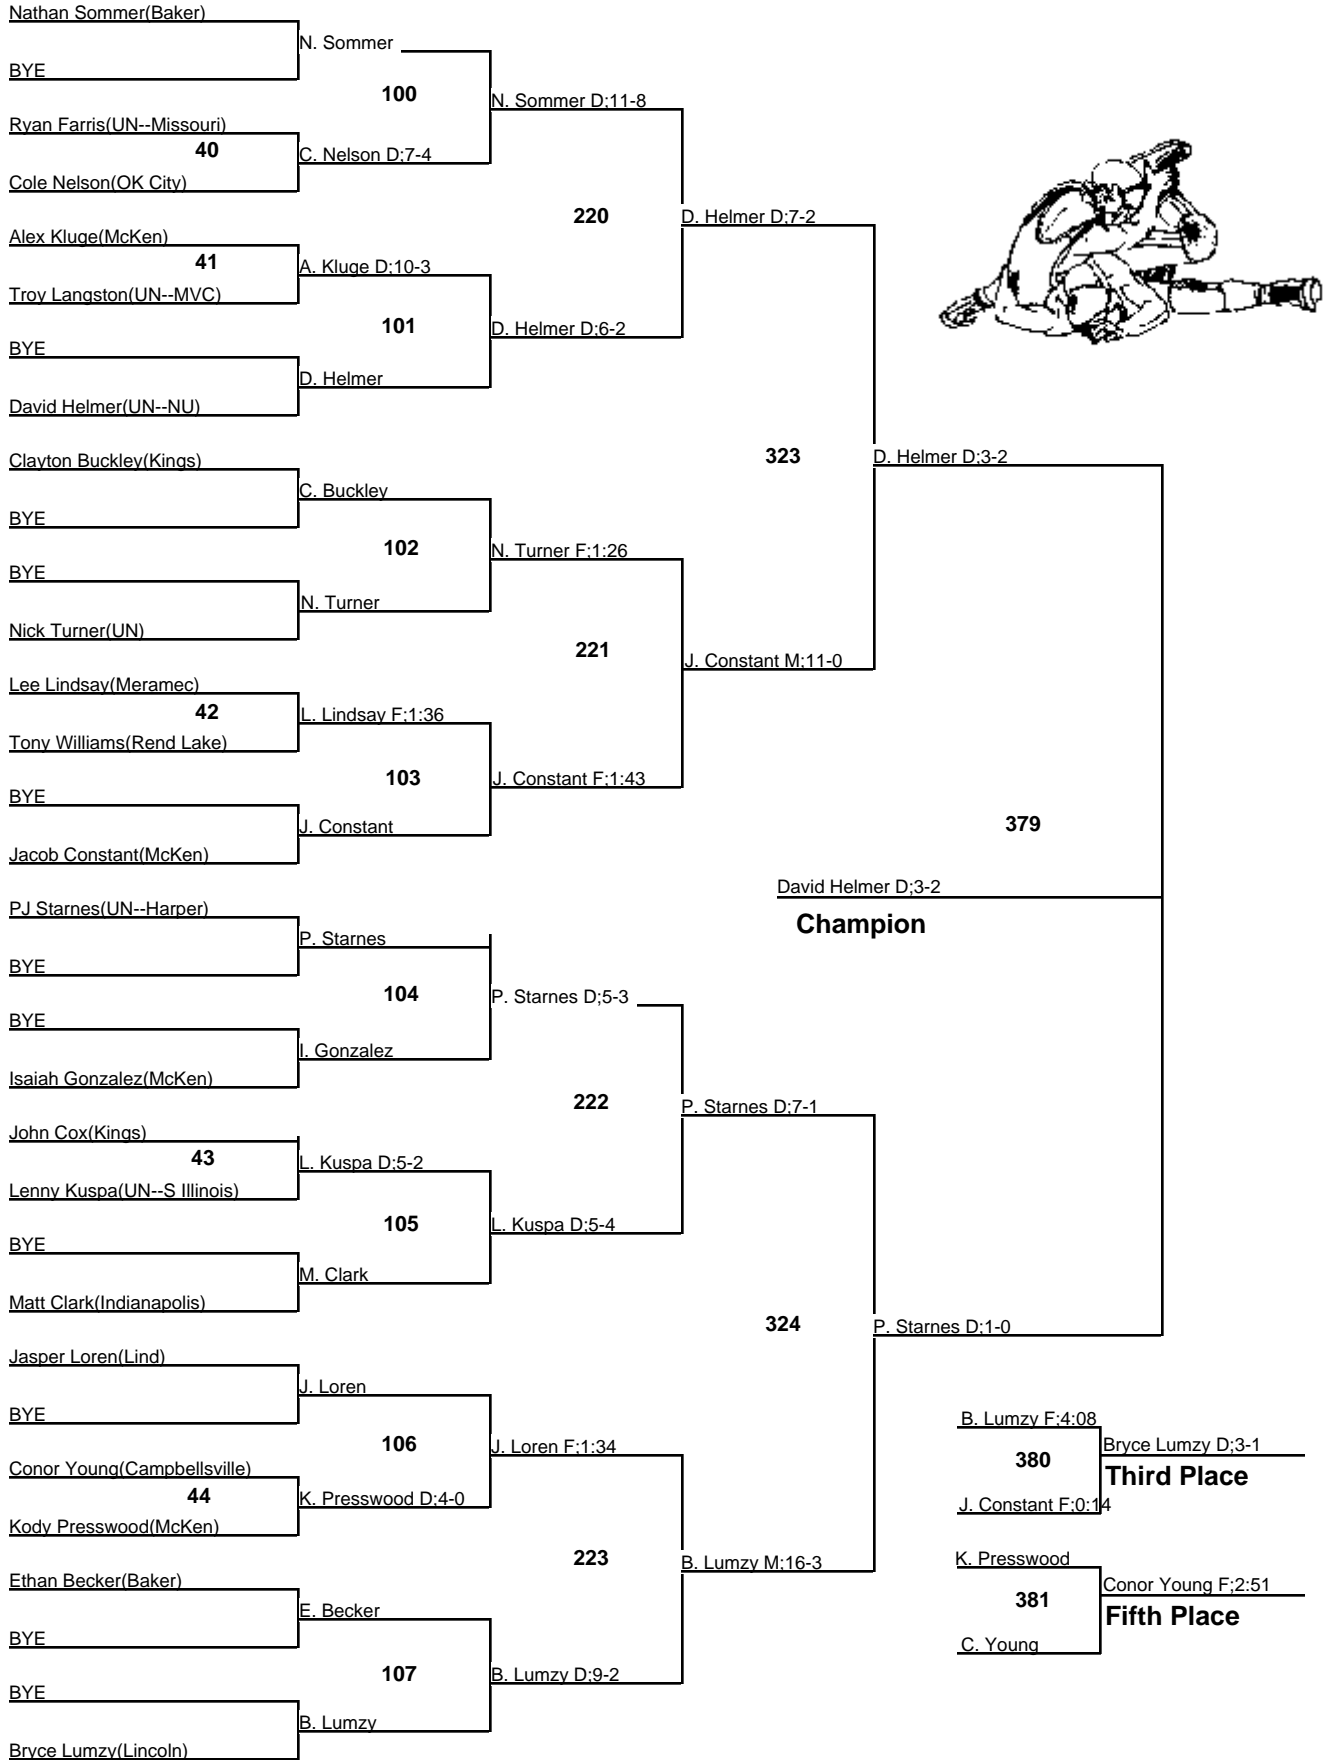 Nathan Sommer(Baker)
N. Sommer
BYE
100
N. Sommer D;11-8
Ryan Farris(UN--Missouri)
40
C. Nelson D;7-4
Cole Nelson(OK City)
220
D. Helmer D;7-2
Alex Kluge(McKen)
41
A. Kluge D;10-3
Troy Langston(UN--MVC)
101
D. Helmer D;6-2
BYE
D. Helmer
David Helmer(UN--NU)
323
D. Helmer D;3-2
Clayton Buckley(Kings)
C. Buckley
BYE
102
N. Turner F;1:26
BYE
N. Turner
Nick Turner(UN)
221
J. Constant M;11-0
Lee Lindsay(Meramec)
42
L. Lindsay F;1:36
Tony Williams(Rend Lake)
103
J. Constant F;1:43
BYE
J. Constant
Jacob Constant(McKen)
379
David Helmer D;3-2
Champion
PJ Starnes(UN--Harper)
P. Starnes
BYE
104
P. Starnes D;5-3
BYE
I. Gonzalez
Isaiah Gonzalez(McKen)
222
P. Starnes D;7-1
John Cox(Kings)
43
L. Kuspa D;5-2
Lenny Kuspa(UN--S Illinois)
105
L. Kuspa D;5-4
BYE
M. Clark
Matt Clark(Indianapolis)
324
P. Starnes D;1-0
Jasper Loren(Lind)
J. Loren
BYE
106
J. Loren F;1:34
Conor Young(Campbellsville)
44
K. Presswood D;4-0
Kody Presswood(McKen)
223
B. Lumzy M;16-3
Ethan Becker(Baker)
E. Becker
BYE
107
B. Lumzy D;9-2
BYE
B. Lumzy
Bryce Lumzy(Lincoln)
B. Lumzy F;4:08
380
Bryce Lumzy D;3-1
Third Place
J. Constant F;0:14
K. Presswood
381
Conor Young F;2:51
Fifth Place
C. Young